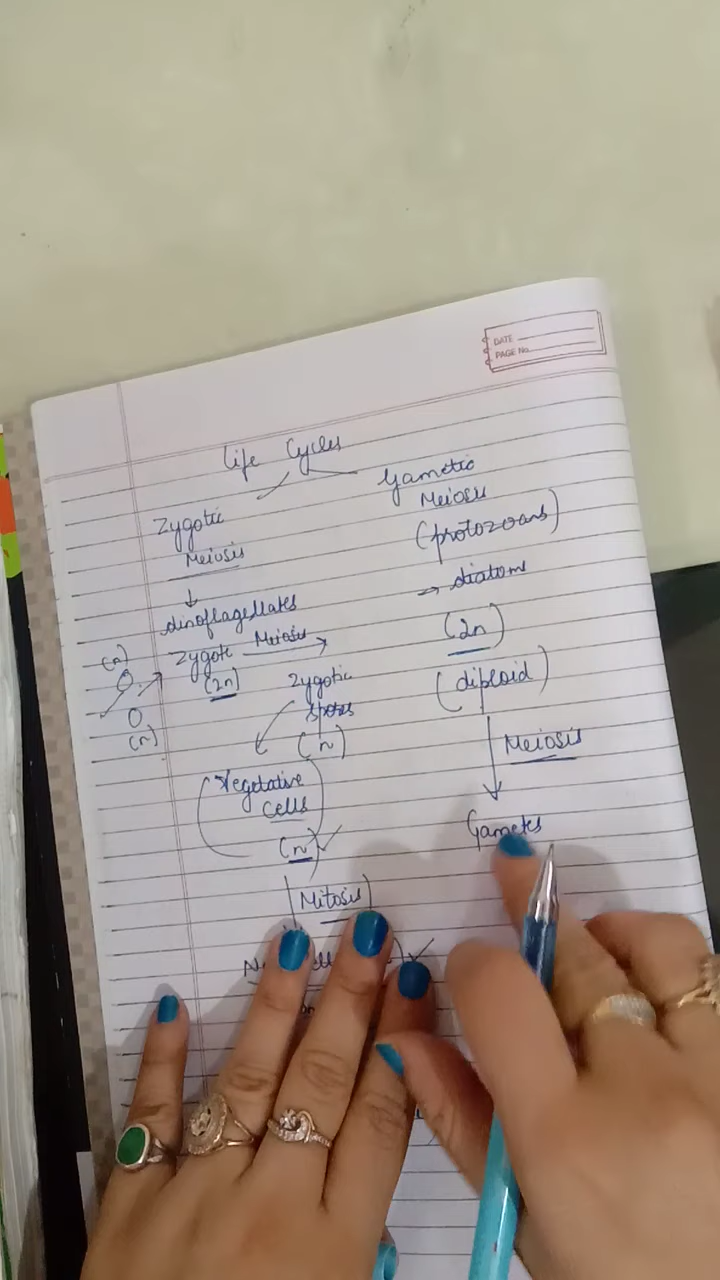 DATE
PAGE No.
Life Cycles
Zygotic
Meiosis
dinoflagellates
(n)
Zygote Meiosis
(2n)
(n)
Zygotic
spores
(n)
Vegetative
Cells
(n)
Mitosis
Gametic
Meiosis
(protozoans)
→ diatoms
(2n)
(diploid)
Meiosis
Gametes